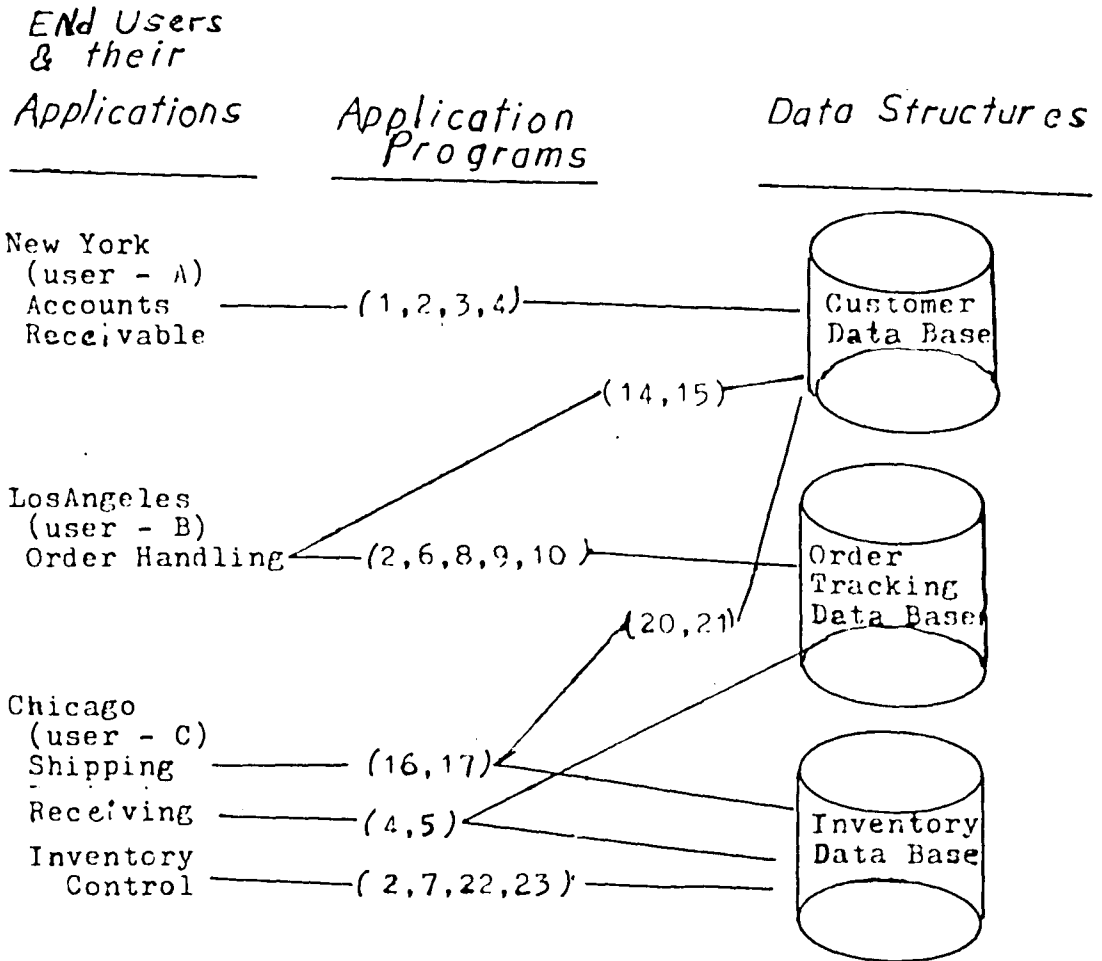 ENd Users
& their
Applications
Application
Programs
Data Structures
New York
(user - A)
Accounts
Receivable
(1,2,3,4)
Customer
Data Base
(14,15)
LosAngeles
(user - B)
Order Handling
(2,6,8,9,10)
Order
Tracking
Data Base
(20,21)
Chicago
(user - C)
Shipping
(16,17)
Receiving
(4,5)
Inventory
Control
(2,7,22,23)
Inventory
Data Base